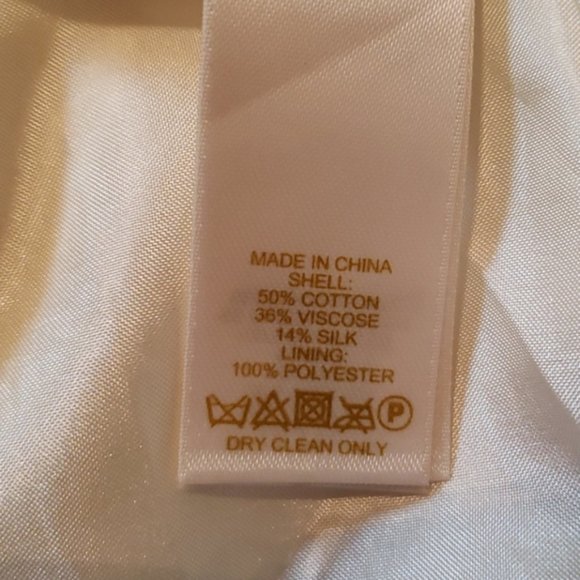 MADE IN CHINA
SHELL:
50% COTTON
36% VISCOSE
14% SILK
LINING:
100% POLYESTER
P
DRY CLEAN ONLY